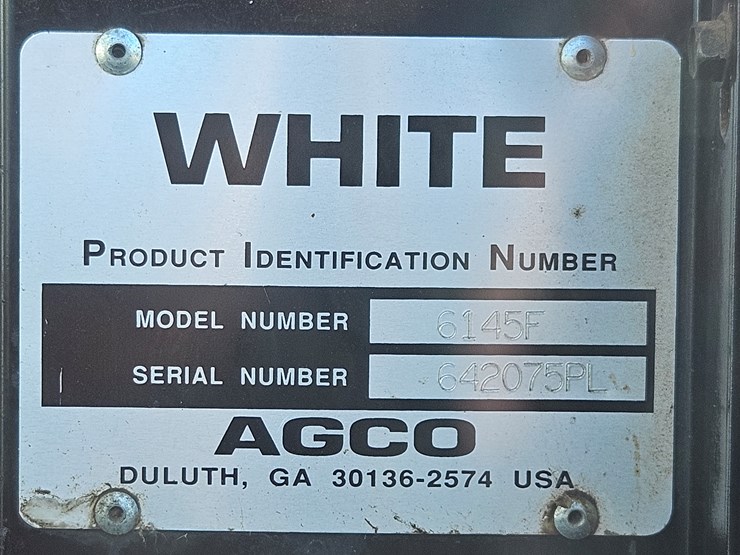 WHITE
PRODUCT IDENTIFICATION NUMBER
MODEL NUMBER 6145F
SERIAL NUMBER 642075PL
AGCO
DULUTH, GA 30136-2574 USA